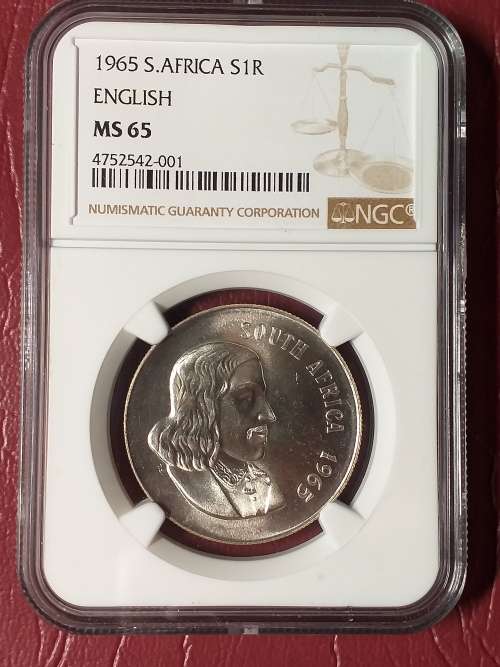 1965 S.AFRICA S1R
ENGLISH
MS 65
4752542-001
NUMISMATIC GUARANTY CORPORATION
NGC®
SOUTH AFRICA 1965